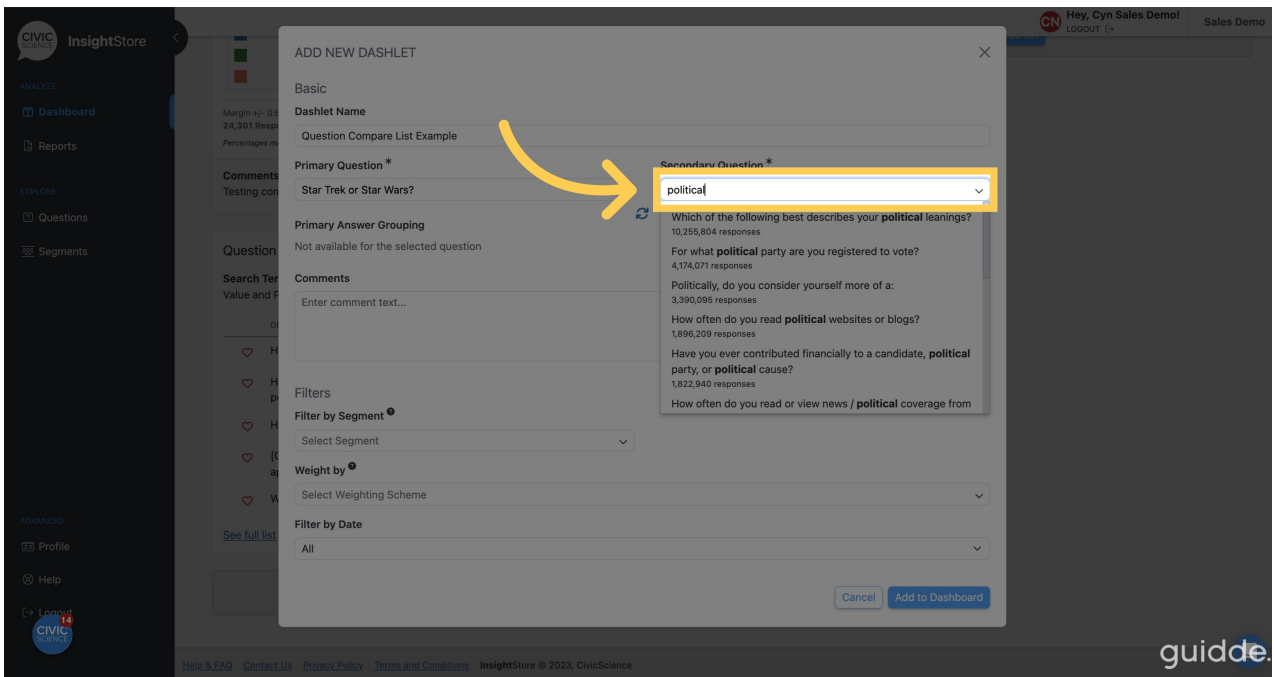 CIVIC
SCIENCE
InsightStore
Hey, Cyn Sales Demo!
LOGOUT
CN
Sales Demo
ANALYZE
Dashboard
Reports
EXPLORE
Questions
Segments
ADVANCED
Profile
Help
Logout
14
CIVIC
SCIENCE
Margin +/- 0.6
24,301 Resp
Percentages
Comments
Testing con
Question
Search Ter
Value and
See full list
ADD NEW DASHLET
Basic
Dashlet Name
Question Compare List Example
Primary Question *
Star Trek or Star Wars?
Secondary Question *
political
Which of the following best describes your political leanings?
10,255,804 responses
For what political party are you registered to vote?
4,174,071 responses
Politically, do you consider yourself more of a:
3,390,095 responses
How often do you read political websites or blogs?
1,896,209 responses
Have you ever contributed financially to a candidate, political
party, or political cause?
1,822,940 responses
How often do you read or view news / political coverage from
Primary Answer Grouping
Not available for the selected question
Comments
Enter comment text...
Filters
Filter by Segment
Select Segment
Weight by
Select Weighting Scheme
Filter by Date
All
Cancel
Add to Dashboard
Help & FAQ Contact Us Privacy Policy Terms and Conditions InsightStore © 2023, CivicScience
guidde.